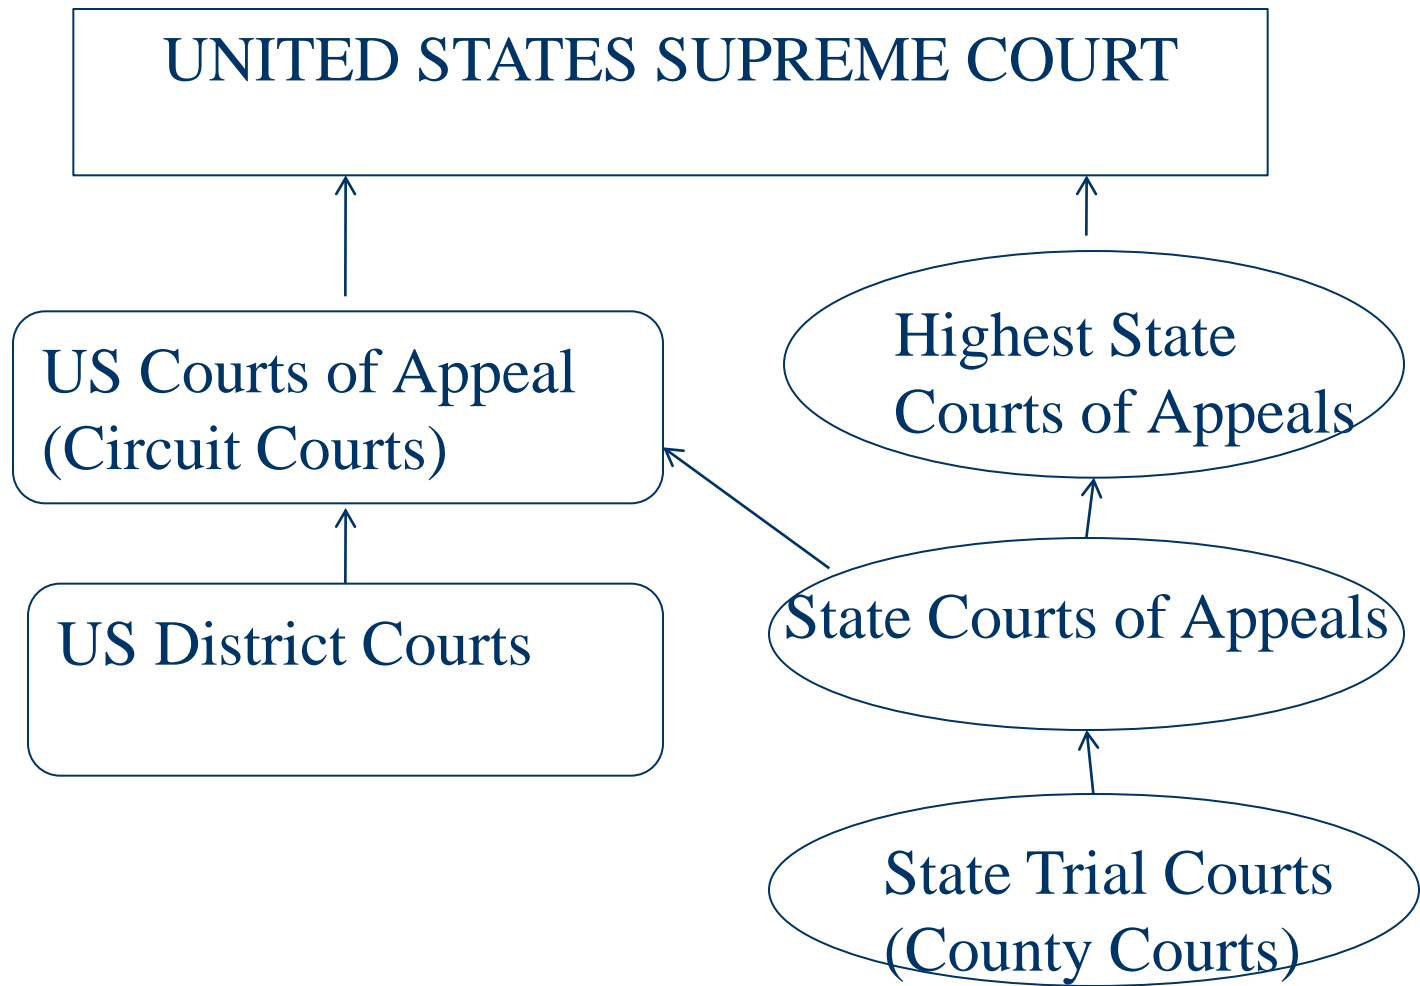 UNITED STATES SUPREME COURT
US Courts of Appeal
(Circuit Courts)
Highest State
Courts of Appeals
US District Courts
State Courts of Appeals
State Trial Courts
(County Courts)